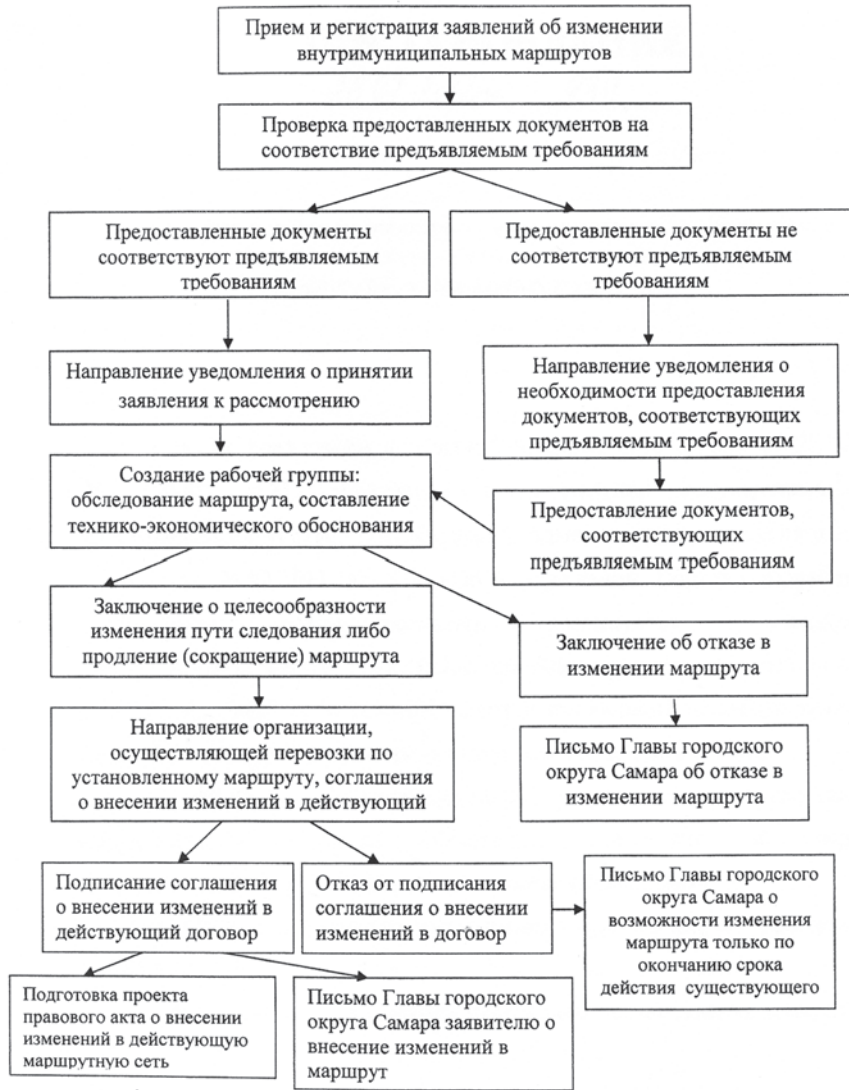 Прием и регистрация заявлений об изменении
внутримуниципальных маршрутов
Проверка предоставленных документов на
соответствие предъявляемым требованиям
Предоставленные документы
соответствуют предъявляемым
требованиям
Предоставленные документы не
соответствуют предъявляемым
требованиям
Направление уведомления о принятии
заявления к рассмотрению
Направление уведомления о
необходимости предоставления
документов, соответствующих
предъявляемым требованиям
Создание рабочей группы:
обследование маршрута, составление
технико-экономического обоснования
Предоставление документов,
соответствующих
предъявляемым требованиям
Заключение о целесообразности
изменения пути следования либо
продление (сокращение) маршрута
Заключение об отказе в
изменении маршрута
Направление организации,
осуществляющей перевозки по
установленному маршруту, соглашения
о внесении изменений в действующий
Письмо Главы городского
округа Самара об отказе в
изменении маршрута
Подписание соглашения
о внесении изменений в
действующий договор
Отказ от подписания
соглашения о внесении
изменений в договор
Письмо Главы городского
округа Самара о
возможности изменения
маршрута только по
окончанию срока
действия существующего
Подготовка проекта
правового акта о внесении
изменений в действующую
маршрутную сеть
Письмо Главы городского
округа Самара заявителю о
внесение изменений в
маршрут